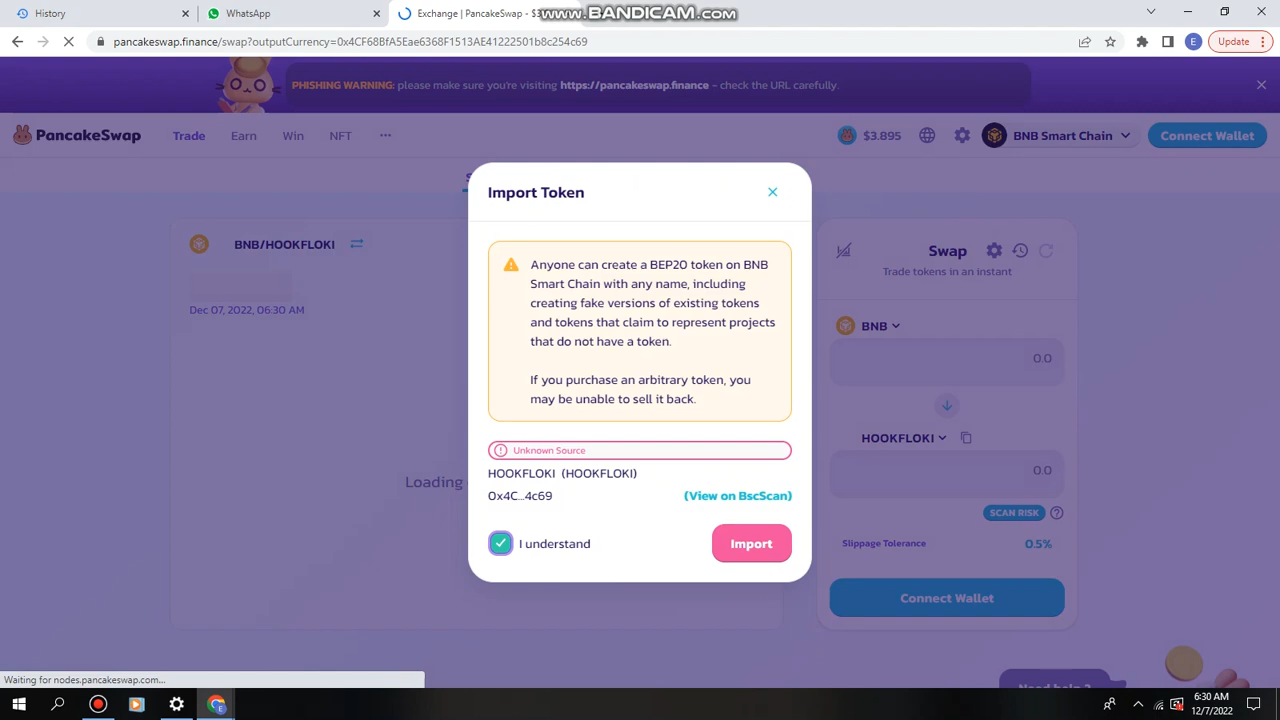 History
WhatsApp
Exchange | PancakeSwap - $3
www.BANDICAM.com
pancakeswap.finance/swap?outputCurrency=0x4CF68BfA5Eae6368F1513AE41222501b8c254c69
E
Update
PHISHING WARNING: please make sure you're visiting https://pancakeswap.finance - check the URL carefully.
PancakeSwap
Trade
Earn
Win
NFT
$3.895
BNB Smart Chain
Connect Wallet
Import Token
BNB/HOOKFLOKI
Dec 07, 2022, 06:30 AM
Loading
Anyone can create a BEP20 token on BNB
Smart Chain with any name, including
creating fake versions of existing tokens
and tokens that claim to represent projects
that do not have a token.
If you purchase an arbitrary token, you
may be unable to sell it back.
Unknown Source
HOOKFLOKI (HOOKFLOKI)
0x4C...4c69
(View on BscScan)
I understand
Import
Swap
Trade tokens in an instant
BNB
0.0
HOOKFLOKI
0.0
SCAN RISK
Slippage Tolerance
0.5%
Connect Wallet
Need help ?
Waiting for nodes.pancakeswap.com...
6:30 AM
12/7/2022